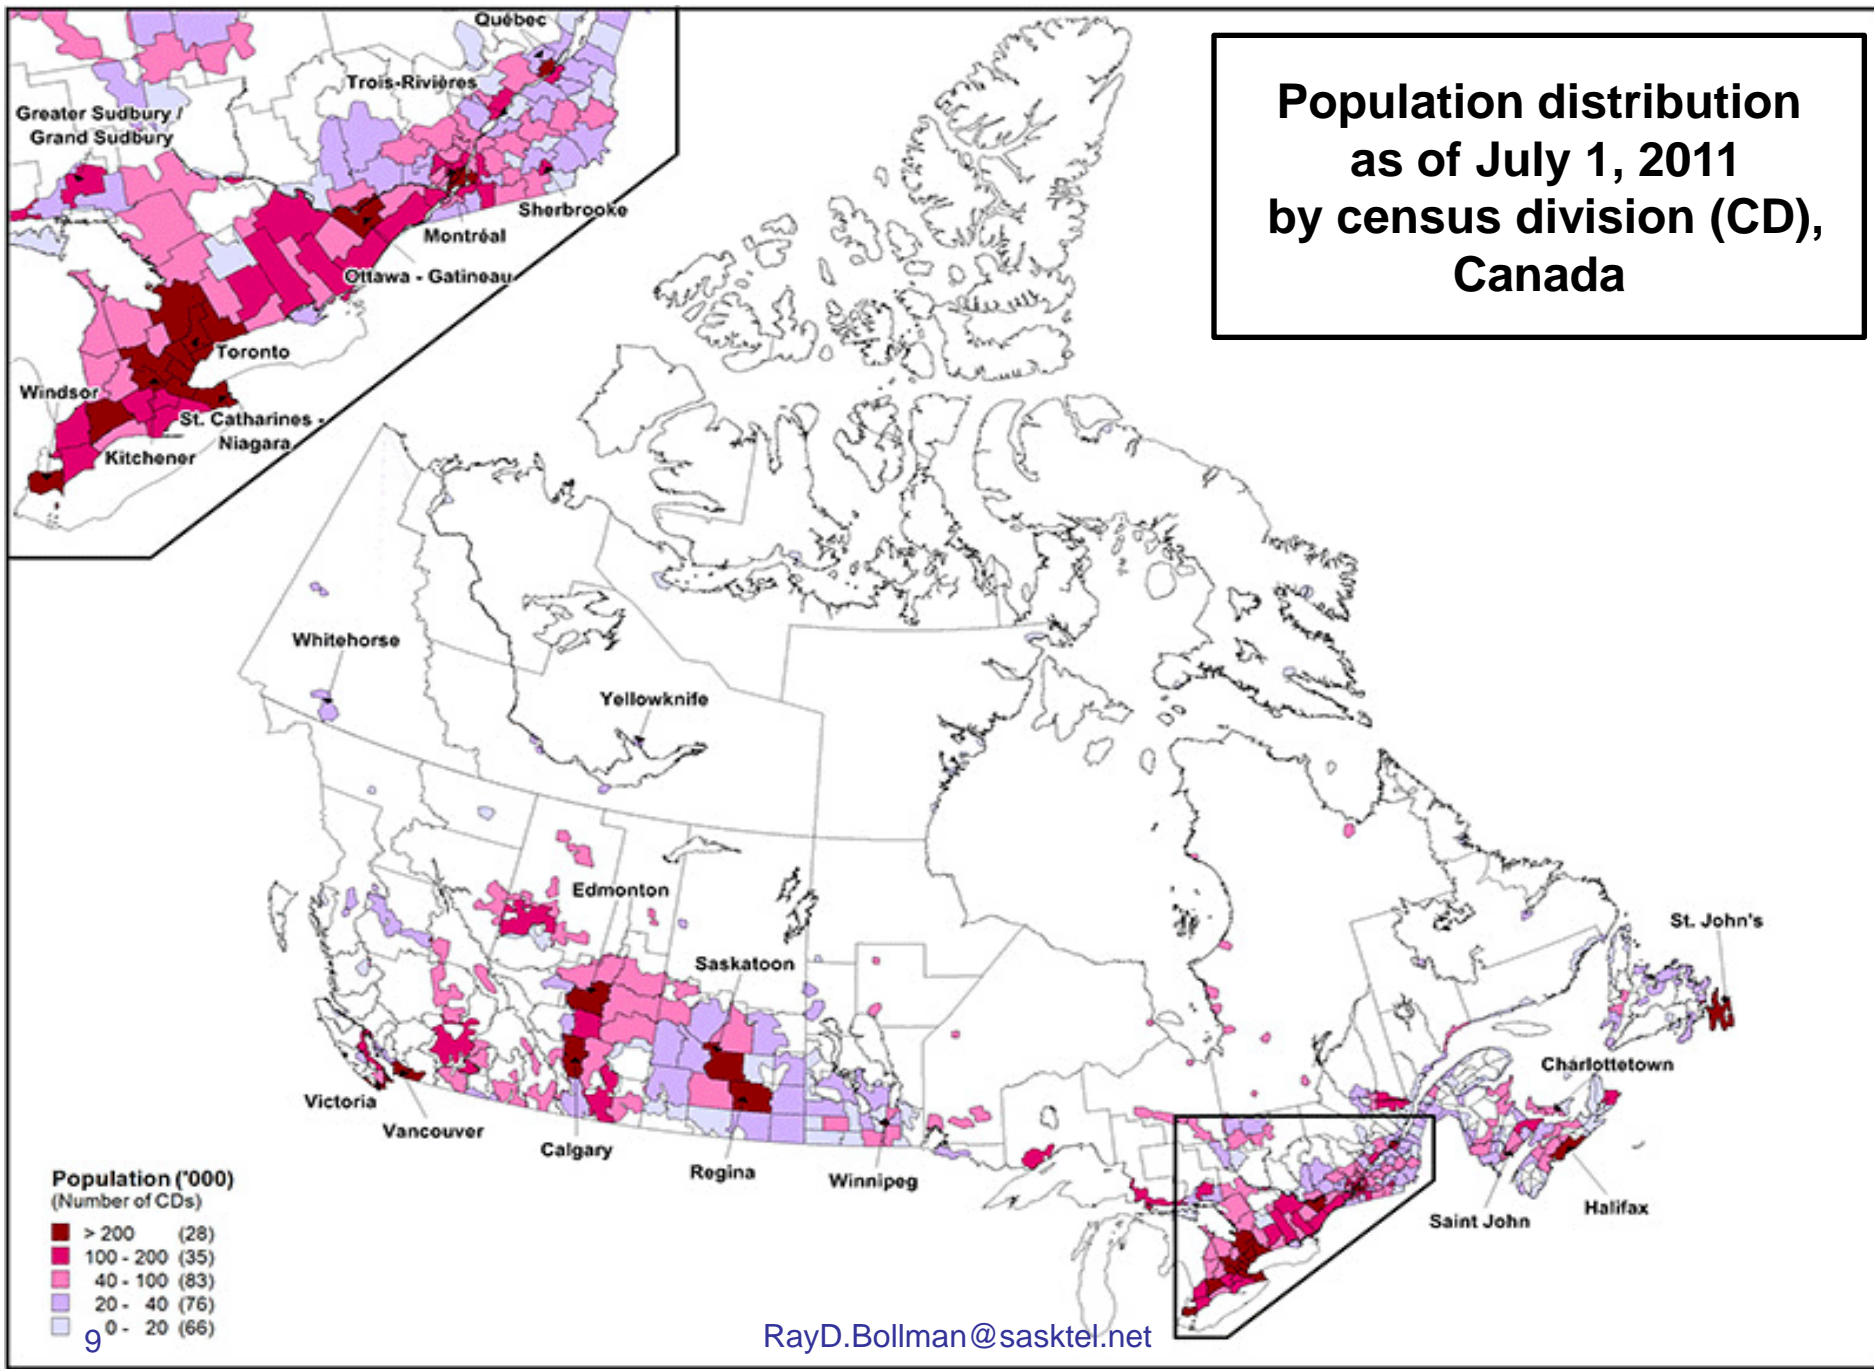 Population distribution
as of July 1, 2011
by census division (CD),
Canada
Québec
Trois-Rivières
Greater Sudbury /
Grand Sudbury
Sherbrooke
Montréal
Ottawa - Gatineau
Toronto
Windsor
St. Catharines -
Niagara
Kitchener
Whitehorse
Yellowknife
Edmonton
Saskatoon
St. John's
Charlottetown
Victoria
Vancouver
Calgary
Regina
Winnipeg
Saint John
Halifax
Population ('000)
(Number of CDs)
> 200 (28)
100 - 200 (35)
40 - 100 (83)
20 - 40 (76)
0 - 20 (66)
9
RayD.Bollman@sasktel.net